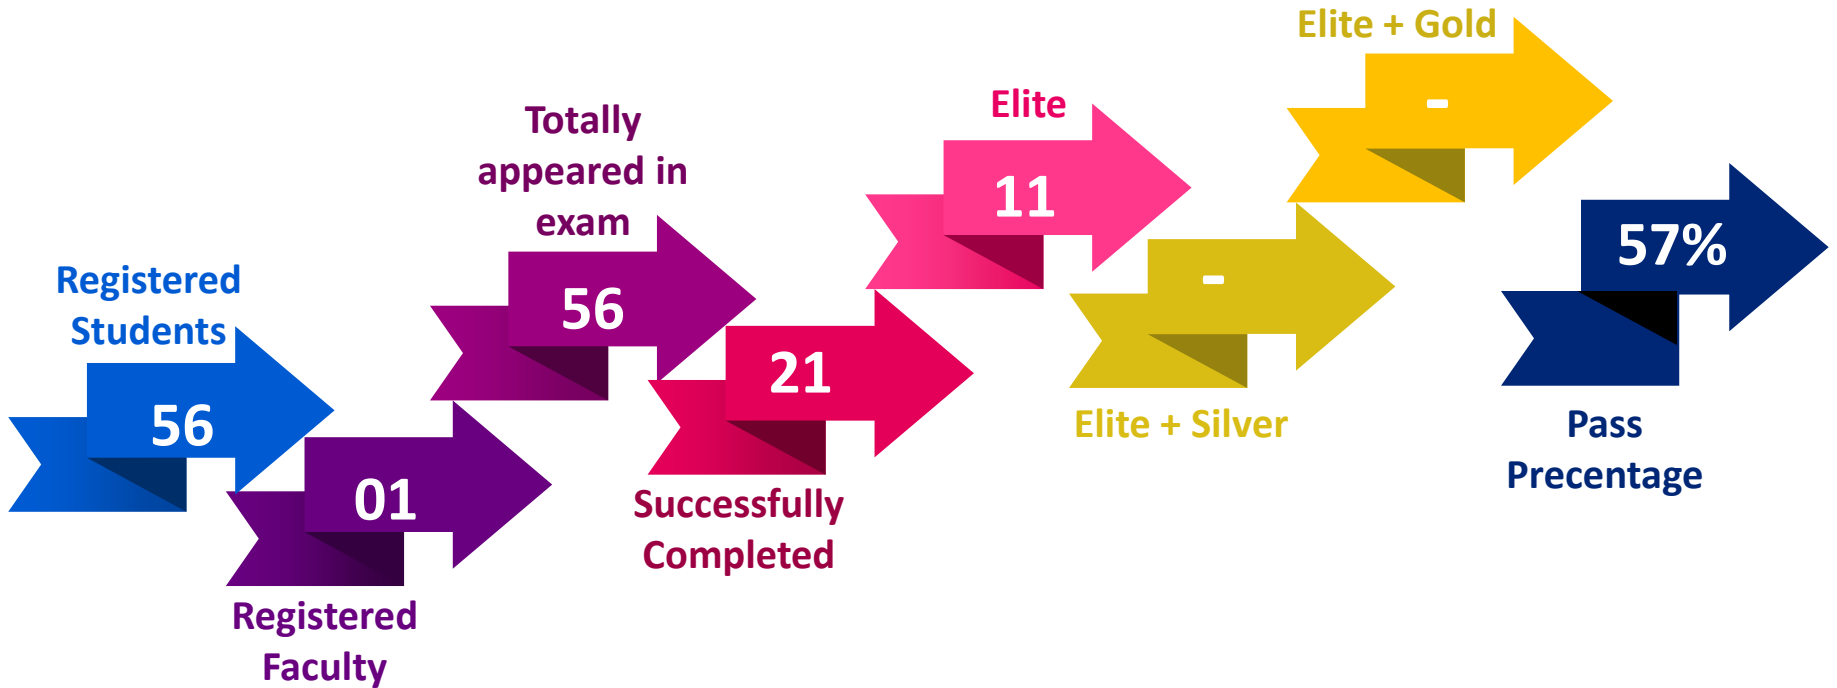 Registered
Students
56
01
Registered
Faculty
Totally
appeared in
exam
56
21
Successfully
Completed
Elite
11
-
Elite + Silver
Elite + Gold
-
57%
Pass
Precentage